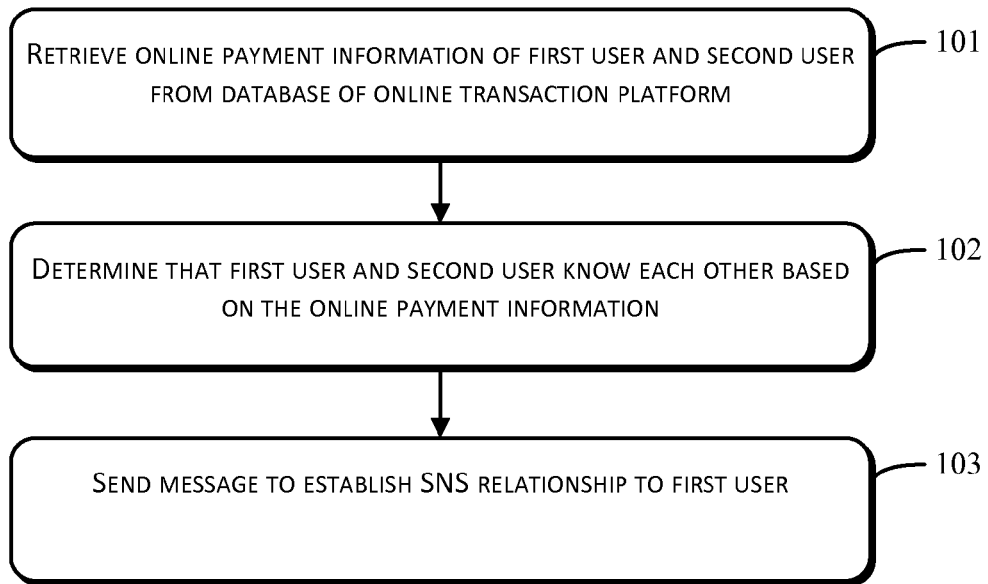 RETRIEVE ONLINE PAYMENT INFORMATION OF FIRST USER AND SECOND USER
FROM DATABASE OF ONLINE TRANSACTION PLATFORM
101
DETERMINE THAT FIRST USER AND SECOND USER KNOW EACH OTHER BASED
ON THE ONLINE PAYMENT INFORMATION
102
SEND MESSAGE TO ESTABLISH SNS RELATIONSHIP TO FIRST USER
103